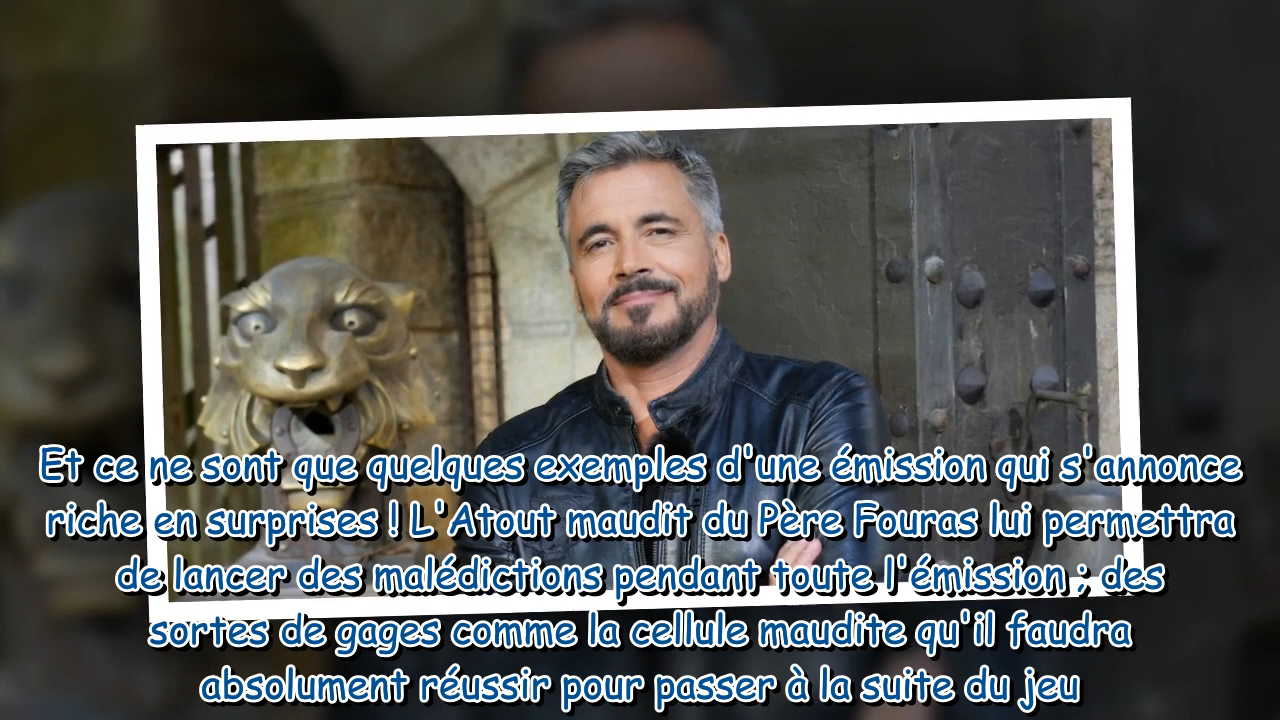 Et ce ne sont que quelques exemples d'une émission qui s'annonce
riche en surprises ! L'Atout maudit du Père Fouras lui permettra
de lancer des malédictions pendant toute l'émission ; des
sortes de gages comme la cellule maudite qu'il faudra
absolument réussir pour passer à la suite du jeu